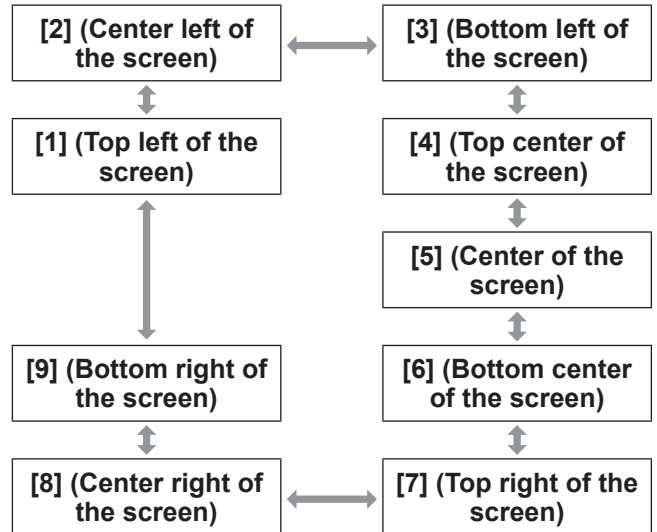 [2] (Center left of
the screen)
[3] (Bottom left of
the screen)
[1] (Top left of the
screen)
[4] (Top center of
the screen)
[5] (Center of the
screen)
[9] (Bottom right of
the screen)
[6] (Bottom center
of the screen)
[8] (Center right of
the screen)
[7] (Top right of the
screen)